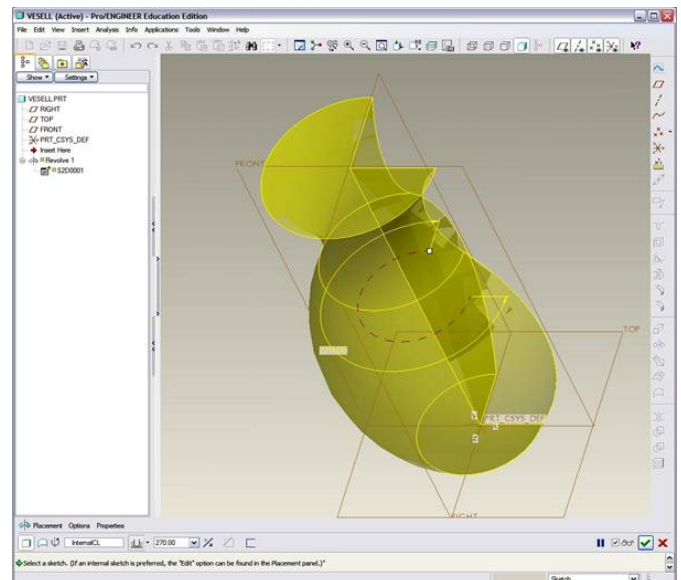 VESELL (Active) - Pro/ENGINEER Education Edition
File Edit View Insert Analysis Info Applications Tools Window Help
Show Settings
VESELL.PRT
RIGHT
TOP
FRONT
PRT_CSYS_DEF
Insert Here
Revolve 1
S2D0001
FRONT
TOP
PRT_CSYS_DEF
Y
X
Z
RIGHT
Placement Options Properties
InternalCL 270.00
Select a sketch. (If an internal sketch is preferred, the "Edit" option can be found in the Placement panel.)"
Sketch